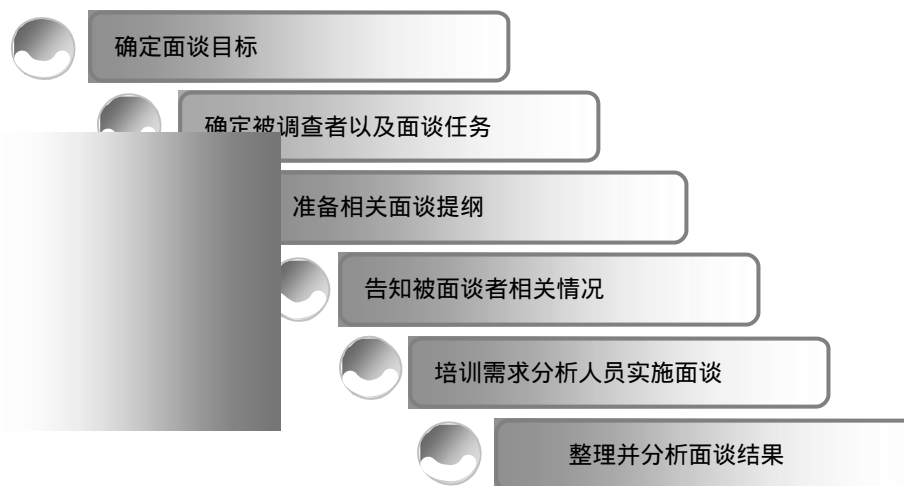 确定面谈目标
确定被调查者以及面谈任务
准备相关面谈提纲
告知被面谈者相关情况
培训需求分析人员实施面谈
整理并分析面谈结果